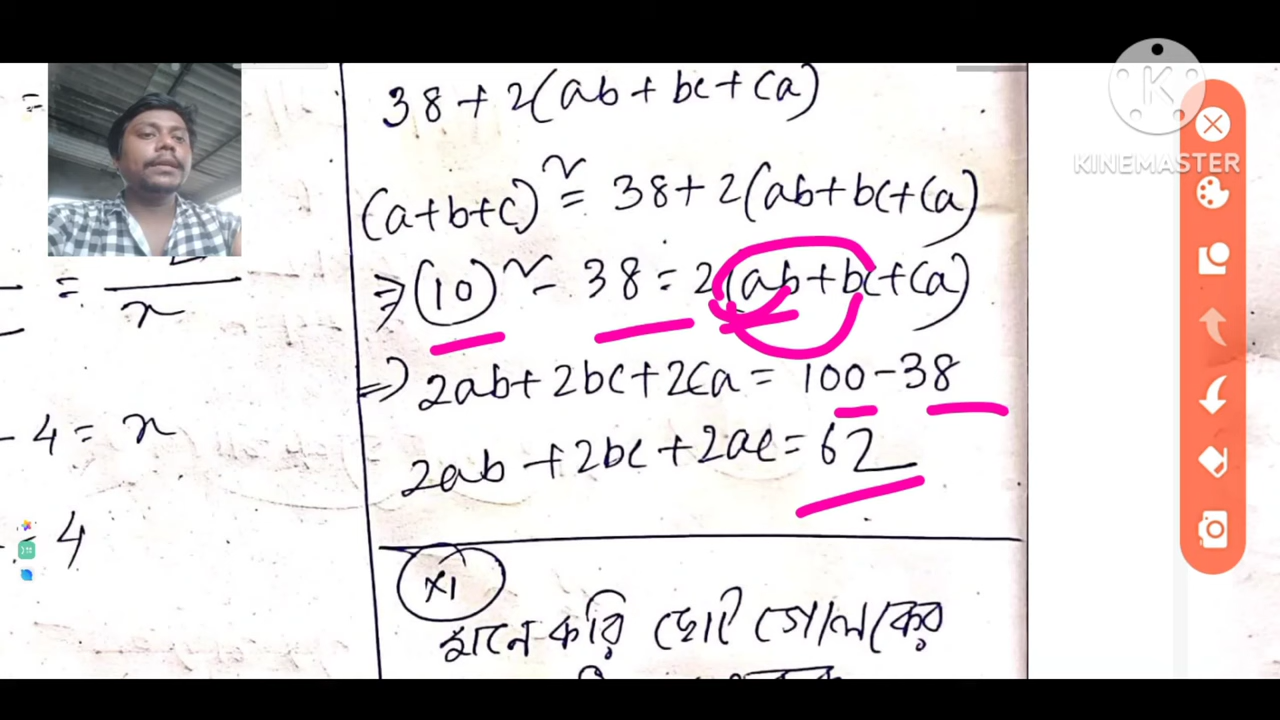 =
38+2(ab+bc+ca)
KINEMASTER
(a+b+c)² = 38+2(ab+bc+ca)
⇒(10)² = 38 = 2(ab+bc+ca)
= x
⇒ 2ab+2bc+2ca = 100-38
- 4 = x
2ab+2bc+2ac = 62
- 4
XI
মনে করি ছোট গোলকের